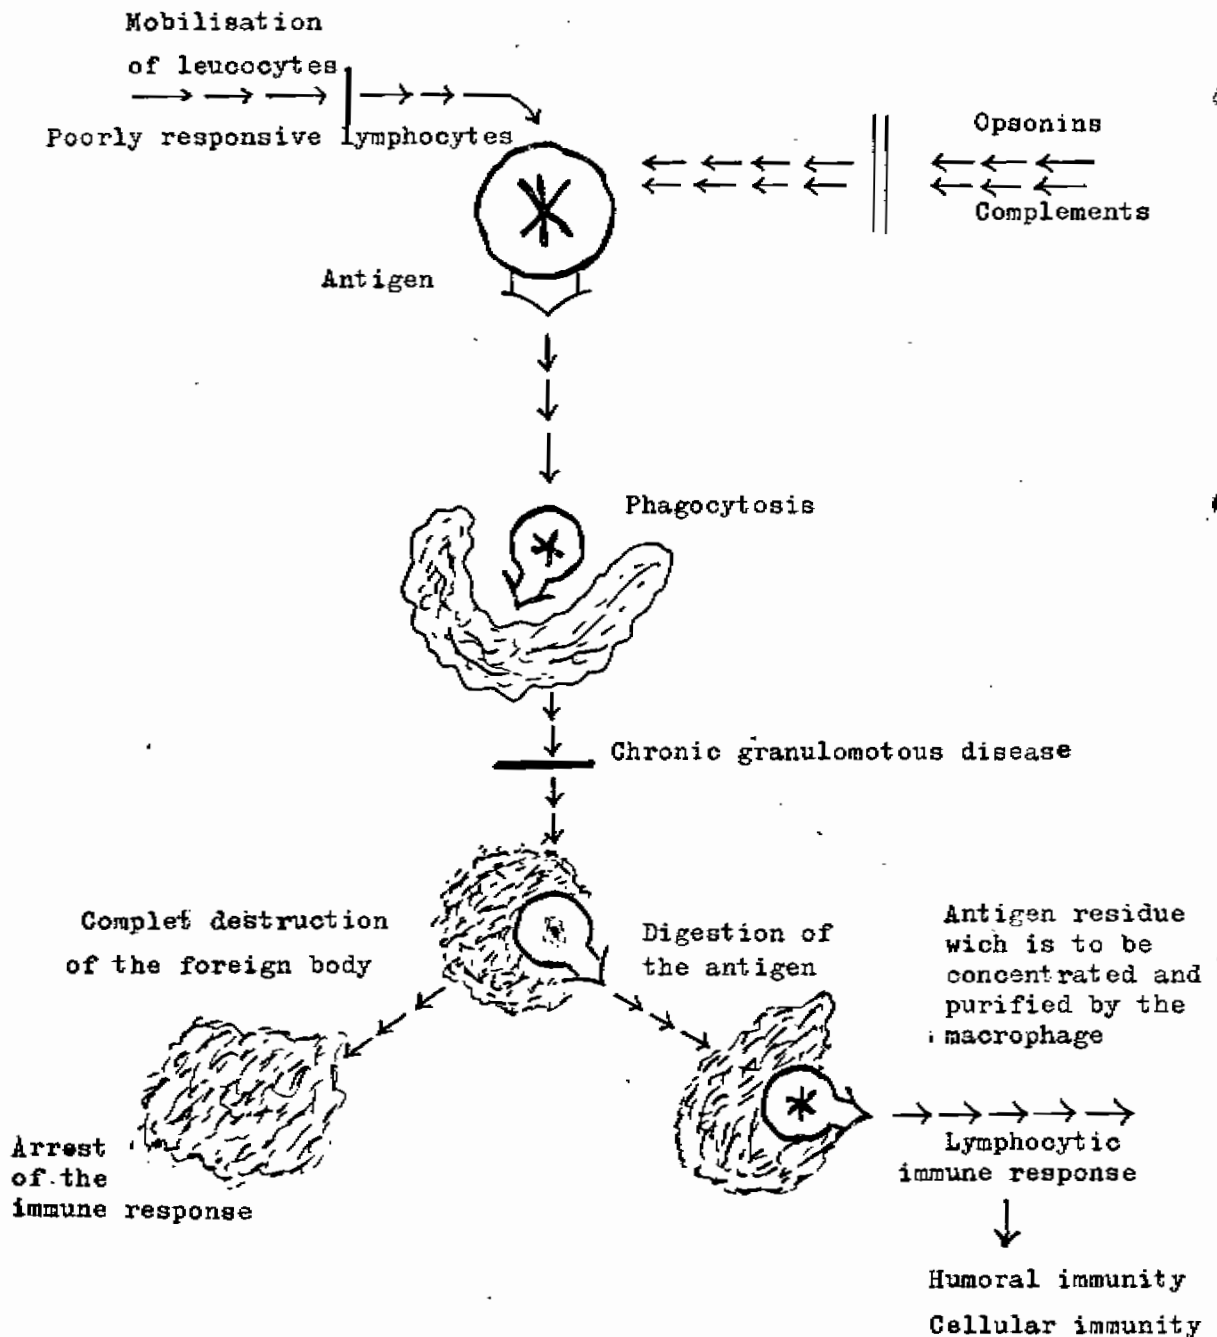 Mobilisation
of leucocytes
Poorly responsive lymphocytes
Opsonins
Complements
Antigen
Phagocytosis
Chronic granulomotous disease
Complet destruction
of the foreign body
Digestion of
the antigen
Antigen residue
wich is to be
concentrated and
purified by the
macrophage
Arrest
of the
immune response
Lymphocytic
immune response
Humoral immunity
Cellular immunity